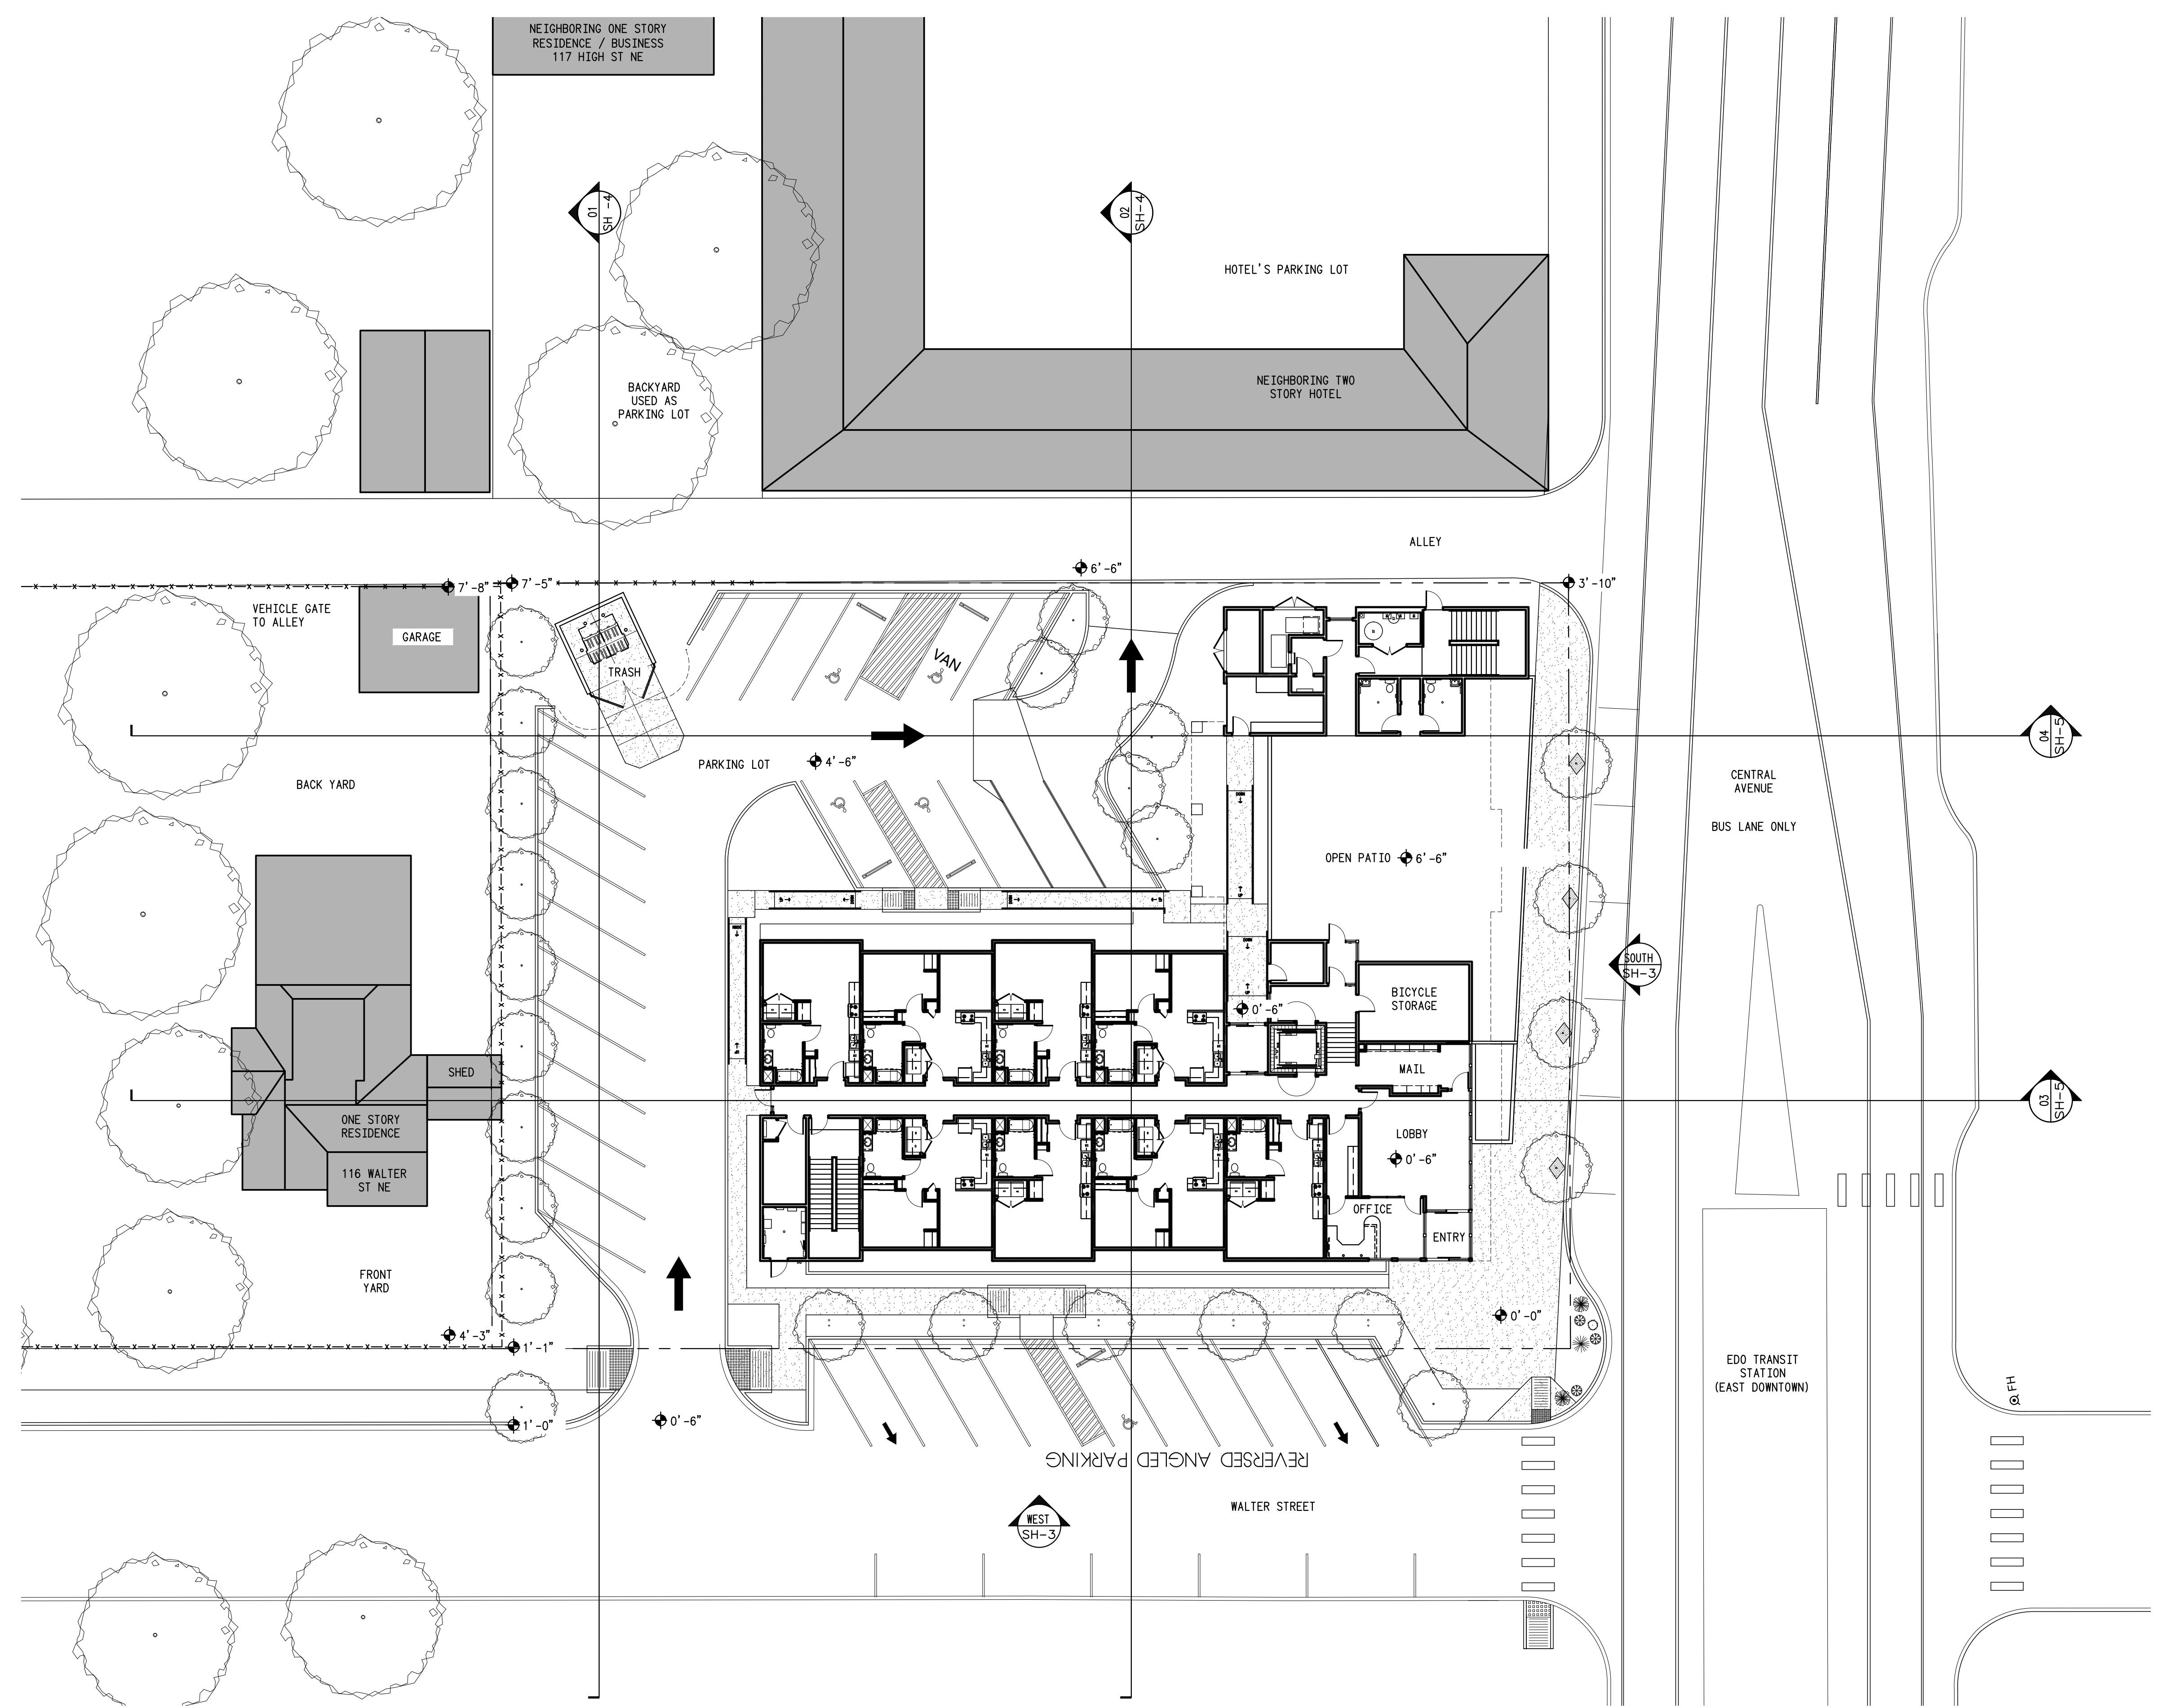 NEIGHBORING ONE STORY
RESIDENCE / BUSINESS
117 HIGH ST NE
01
SH -4
02
SH-4
HOTEL'S PARKING LOT
BACKYARD
USED AS
PARKING LOT
NEIGHBORING TWO
STORY HOTEL
ALLEY
6'-6"
7'-8"
7'-5"
3'-10"
VEHICLE GATE
TO ALLEY
GARAGE
TRASH
VAN
04
SH-5
PARKING LOT
4'-6"
BACK YARD
CENTRAL
AVENUE
BUS LANE ONLY
OPEN PATIO
6'-6"
SOUTH
SH-3
BICYCLE
STORAGE
0'-6"
DOWN
DOWN
UP
UP
SHED
MAIL
03
SH-5
ONE STORY
RESIDENCE
LOBBY
0'-6"
116 WALTER
ST NE
OFFICE
ENTRY
FRONT
YARD
0'-0"
4'-3"
1'-1"
EDO TRANSIT
STATION
(EAST DOWNTOWN)
FH
1'-0"
0'-6"
REVERSED ANGLED PARKING
WALTER STREET
WEST
SH-3